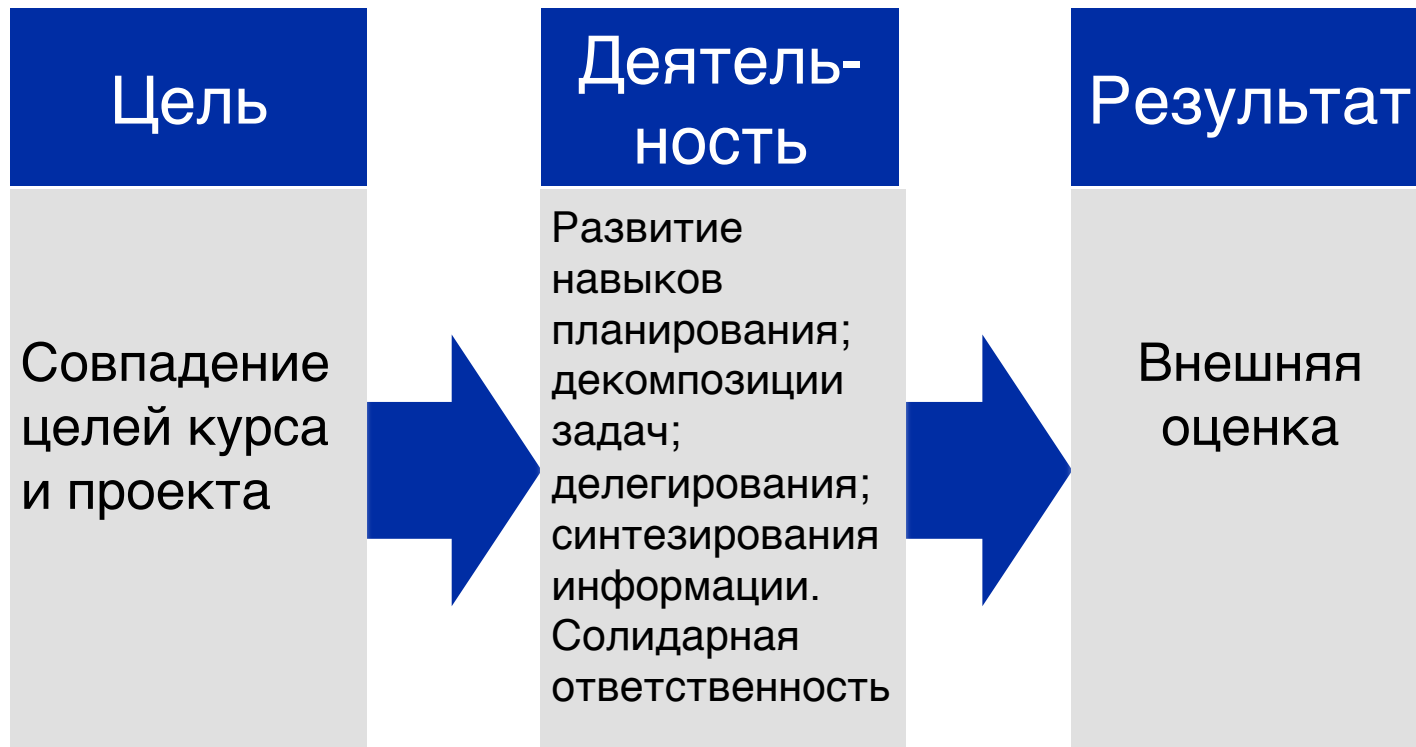 Цель
Совпадение
целей курса
и проекта
Деятель-
ность
Развитие
навыков
планирования;
декомпозиции
задач;
делегирования;
синтезирования
информации.
Солидарная
ответственность
Результат
Внешняя
оценка